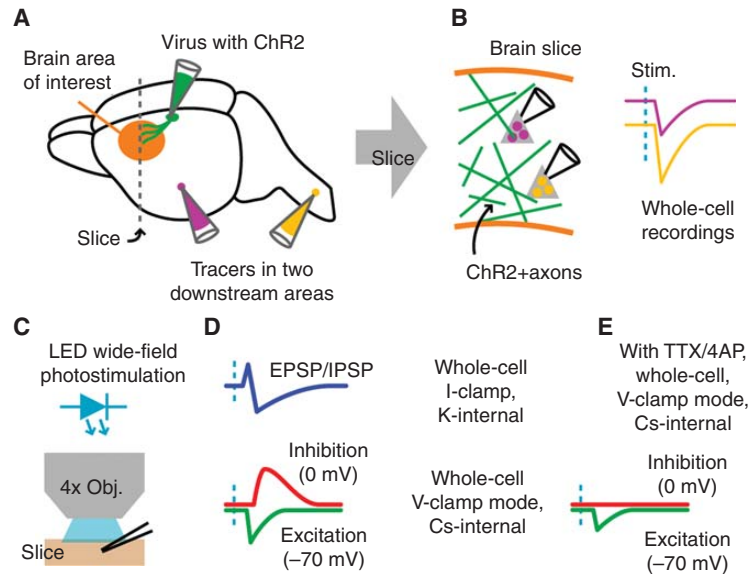 A
Virus with ChR2
Brain area
of interest
Slice
Tracers in two
downstream areas
Slice
B
Brain slice
Stim.
Whole-cell
recordings
ChR2+axons
C
LED wide-field
photostimulation
4x Obj.
Slice
D
EPSP/IPSP
Whole-cell
I-clamp,
K-internal
Inhibition
(0 mV)
Excitation
(–70 mV)
Whole-cell
V-clamp mode,
Cs-internal
E
With TTX/4AP,
whole-cell,
V-clamp mode,
Cs-internal
Inhibition
(0 mV)
Excitation
(–70 mV)